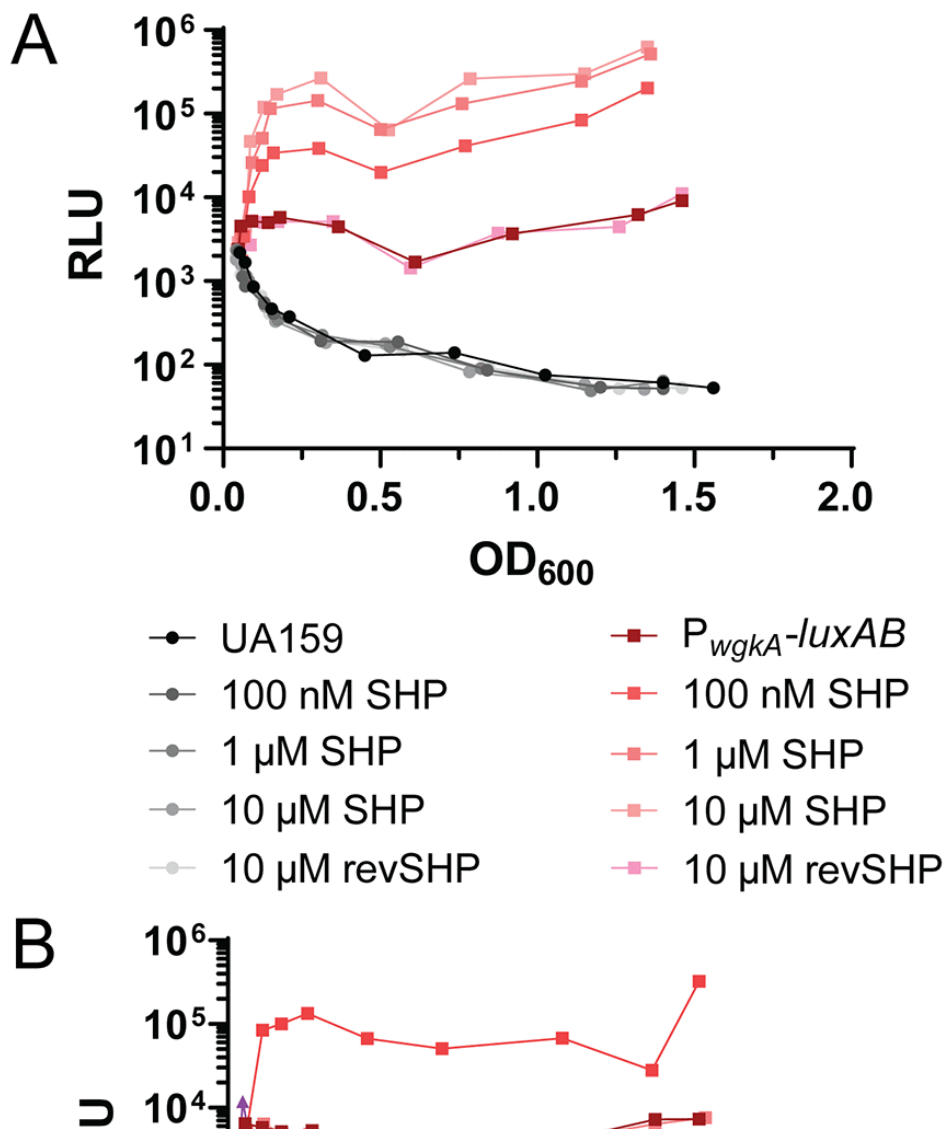 A
10⁶
10⁵
10⁴
10³
10²
10¹
RLU
0.0 0.5 1.0 1.5 2.0
OD₆₀₀
UA159
100 nM SHP
1 µM SHP
10 µM SHP
10 µM revSHP
PwgkA-luxAB
100 nM SHP
1 µM SHP
10 µM SHP
10 µM revSHP
B
10⁶
10⁵
10⁴
U